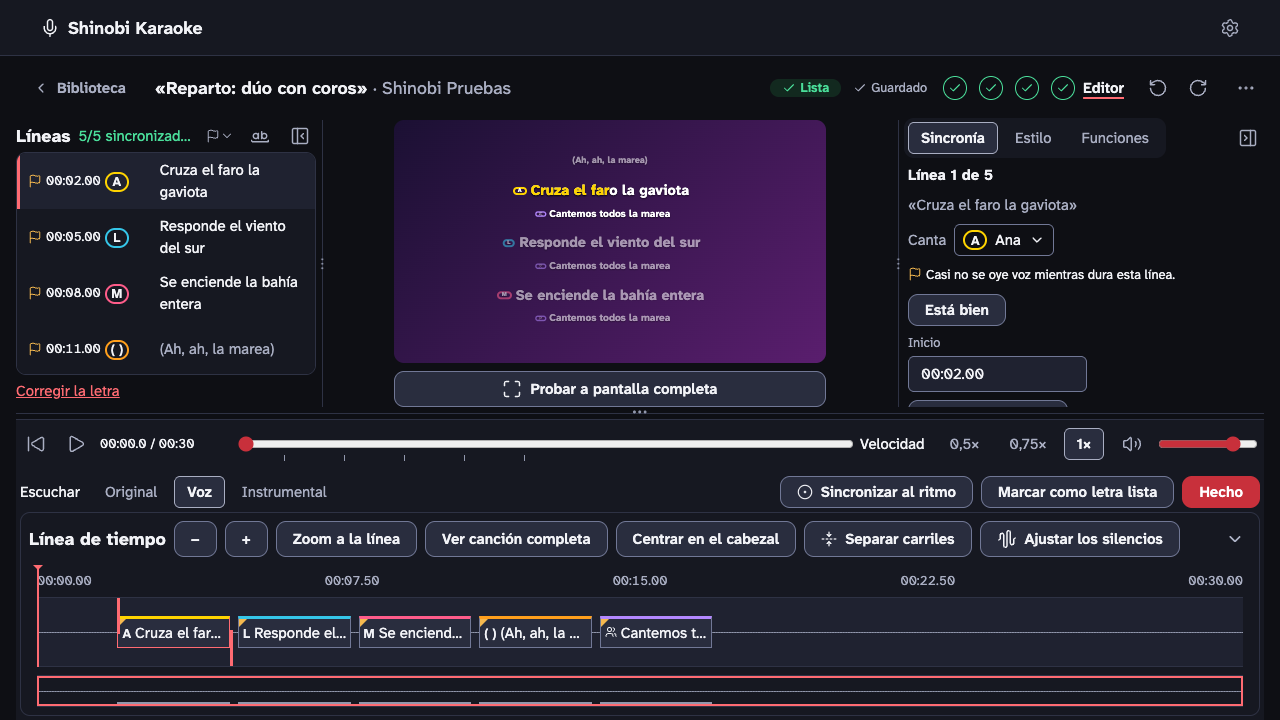 Shinobi Karaoke
Biblioteca
«Reparto: dúo con coros» · Shinobi Pruebas
Lista
Guardado
Editor
Líneas
5/5 sincronizad...
ab
00:02.00 A Cruza el faro la gaviota
00:05.00 L Responde el viento del sur
00:08.00 M Se enciende la bahía entera
00:11.00 ( ) (Ah, ah, la marea)
Corregir la letra
(Ah, ah, la marea)
A Cruza el faro la gaviota
Cantemos todos la marea
L Responde el viento del sur
Cantemos todos la marea
M Se enciende la bahía entera
Cantemos todos la marea
Probar a pantalla completa
Sincronía
Estilo
Funciones
Línea 1 de 5
«Cruza el faro la gaviota»
Canta A Ana
Casi no se oye voz mientras dura esta línea.
Está bien
Inicio
00:02.00
00:00.0 / 00:30
Velocidad
0,5×
0,75×
1×
Escuchar
Original
Voz
Instrumental
Sincronizar al ritmo
Marcar como letra lista
Hecho
Línea de tiempo
−
+
Zoom a la línea
Ver canción completa
Centrar en el cabezal
Separar carriles
Ajustar los silencios
00:00.00
00:07.50
00:15.00
00:22.50
00:30.00
A Cruza el far...
L Responde el...
M Se enciend...
( ) (Ah, ah, la ...
Cantemos t...